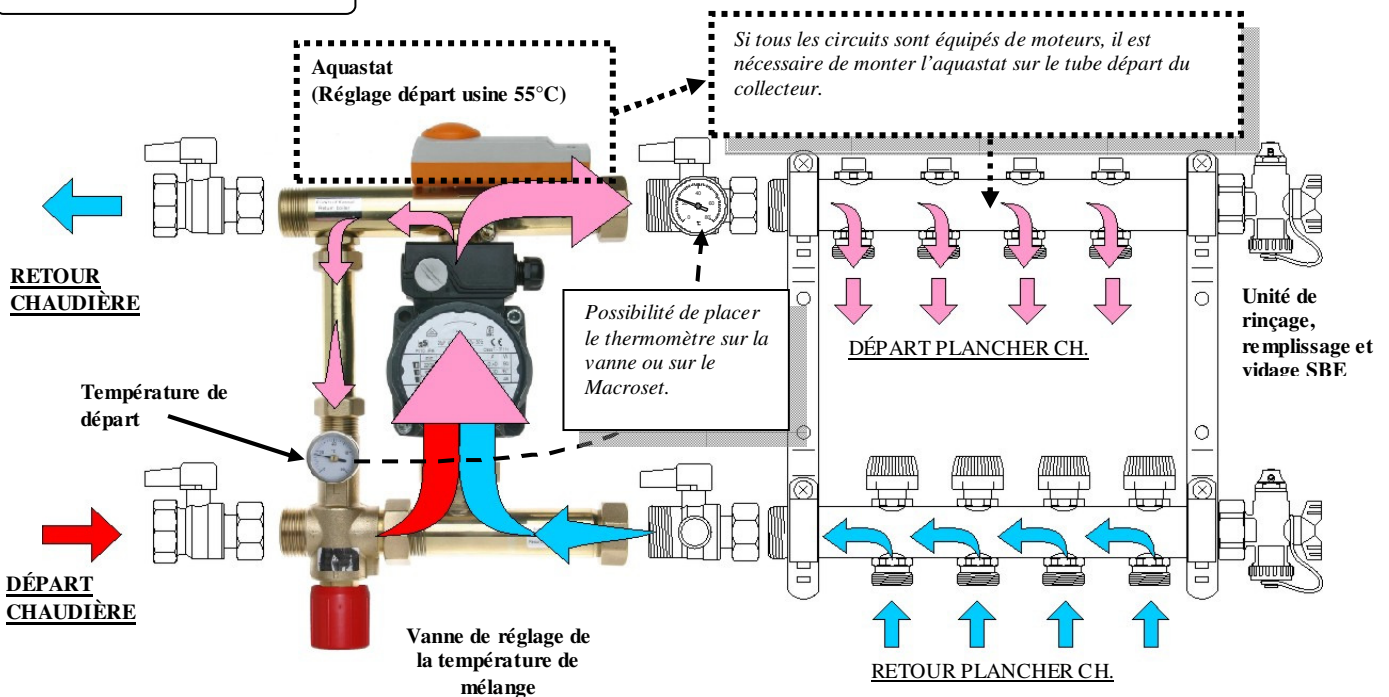 Aquastat
(Réglage départ usine 55°C)
Si tous les circuits sont équipés de moteurs, il est
nécessaire de monter l'aquastat sur le tube départ du
collecteur.
RETOUR
CHAUDIÈRE
Possibilité de placer
le thermomètre sur la
vanne ou sur le
Macroset.
DÉPART PLANCHER CH.
Unité de
rinçage,
remplissage et
vidage SBE
Température de
départ
DÉPART
CHAUDIÈRE
Vanne de réglage de
la température de
mélange
RETOUR PLANCHER CH.